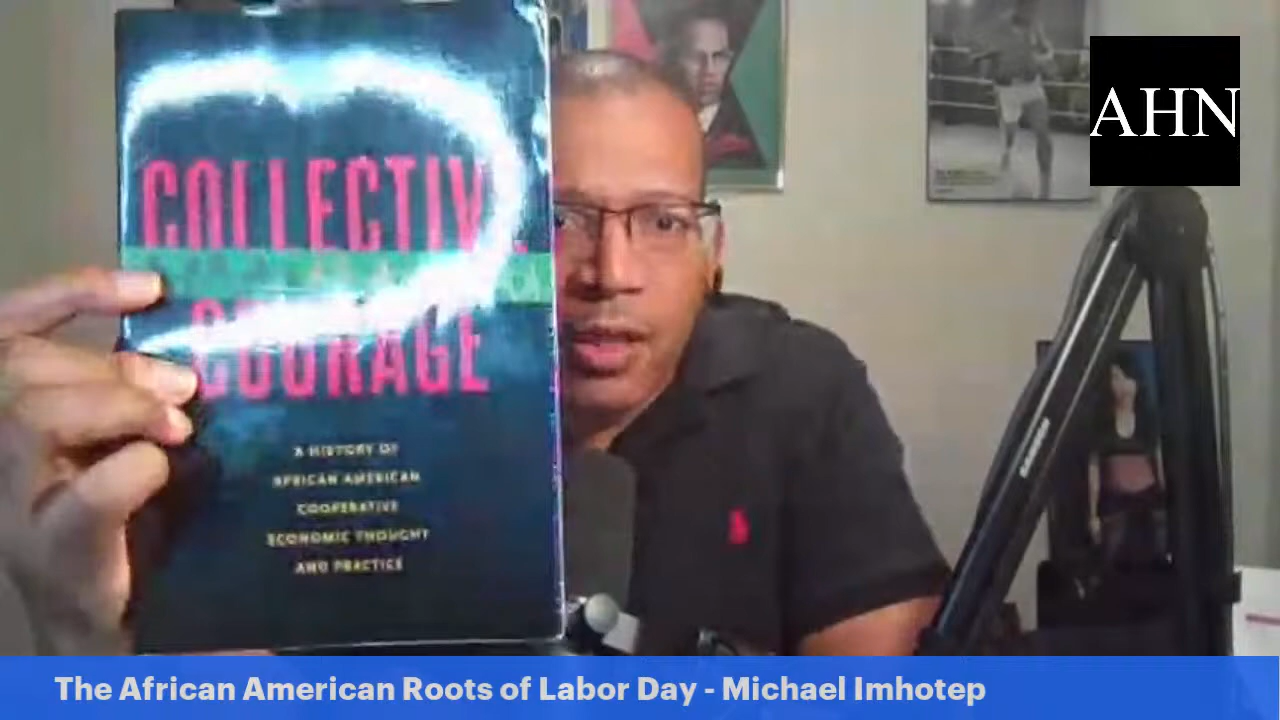 AHN
COLLECTIV
COURAGE
A HISTORY OF
AFRICAN AMERICAN
COOPERATIVE
ECONOMIC THOUGHT
AND PRACTICE
The African American Roots of Labor Day - Michael Imhotep